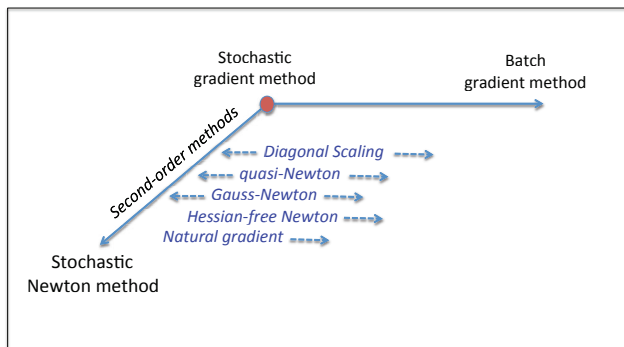 Stochastic
gradient method
Batch
gradient method
Second-order methods
Diagonal Scaling
quasi-Newton
Gauss-Newton
Hessian-free Newton
Natural gradient
Stochastic
Newton method